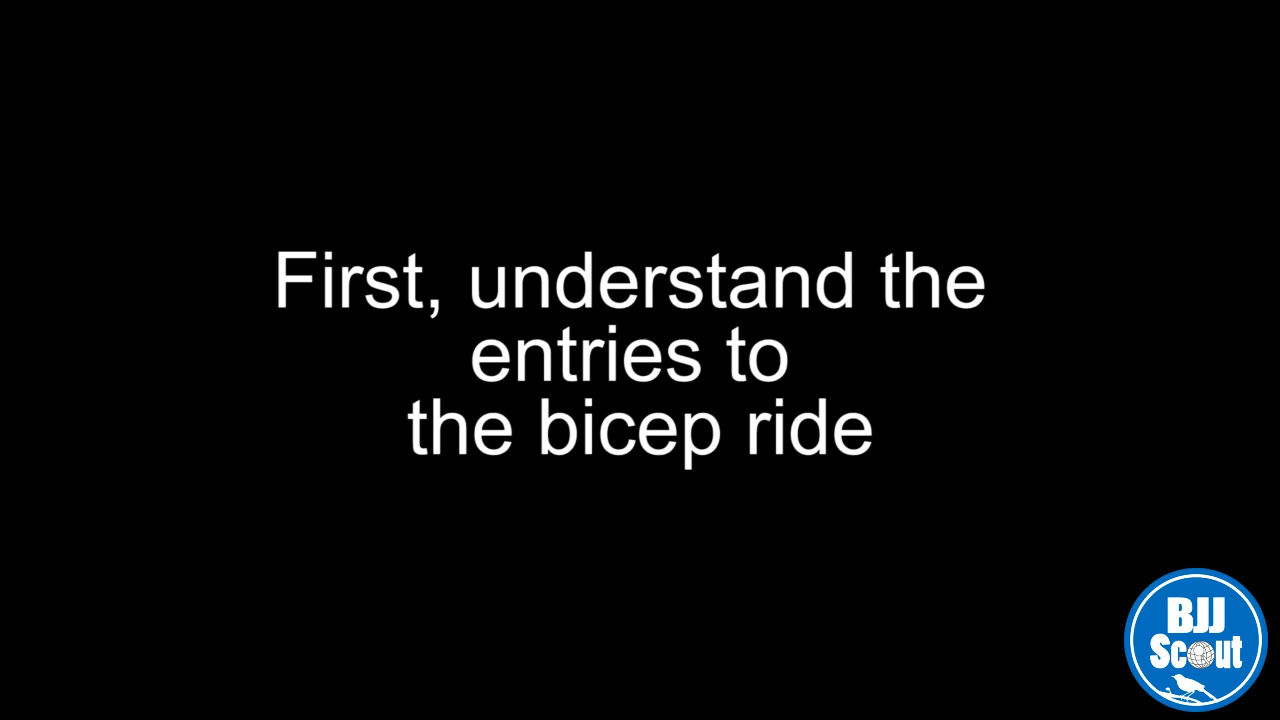 First, understand the
entries to
the bicep ride
BJJ
Scout